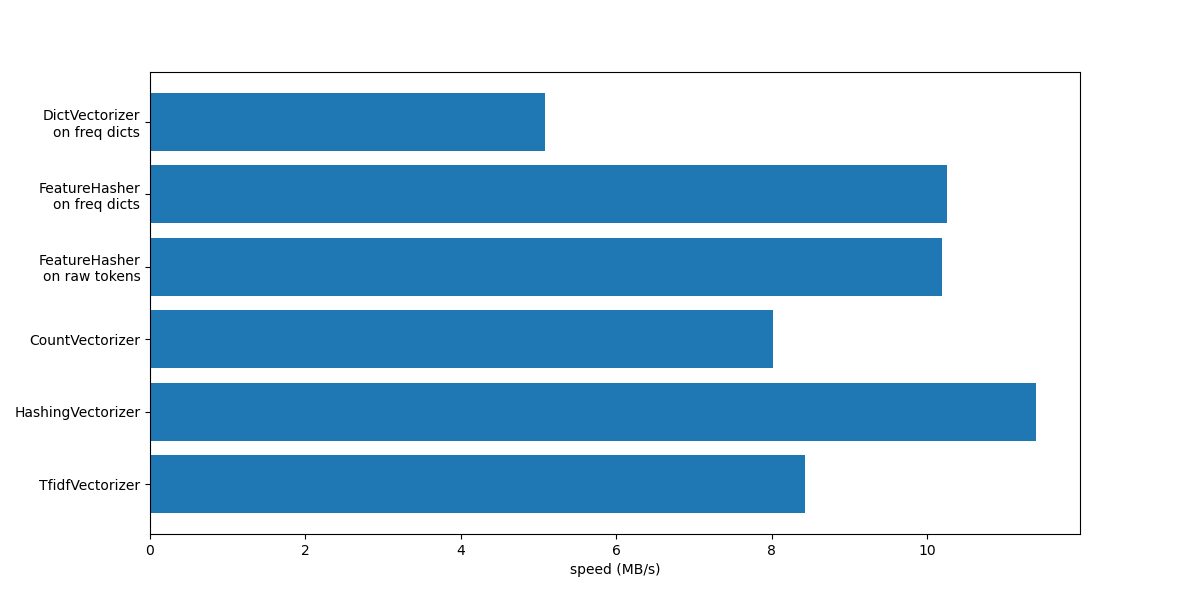 DictVectorizer
on freq dicts
FeatureHasher
on freq dicts
FeatureHasher
on raw tokens
CountVectorizer
HashingVectorizer
TfidfVectorizer
0 2 4 6 8 10
speed (MB/s)